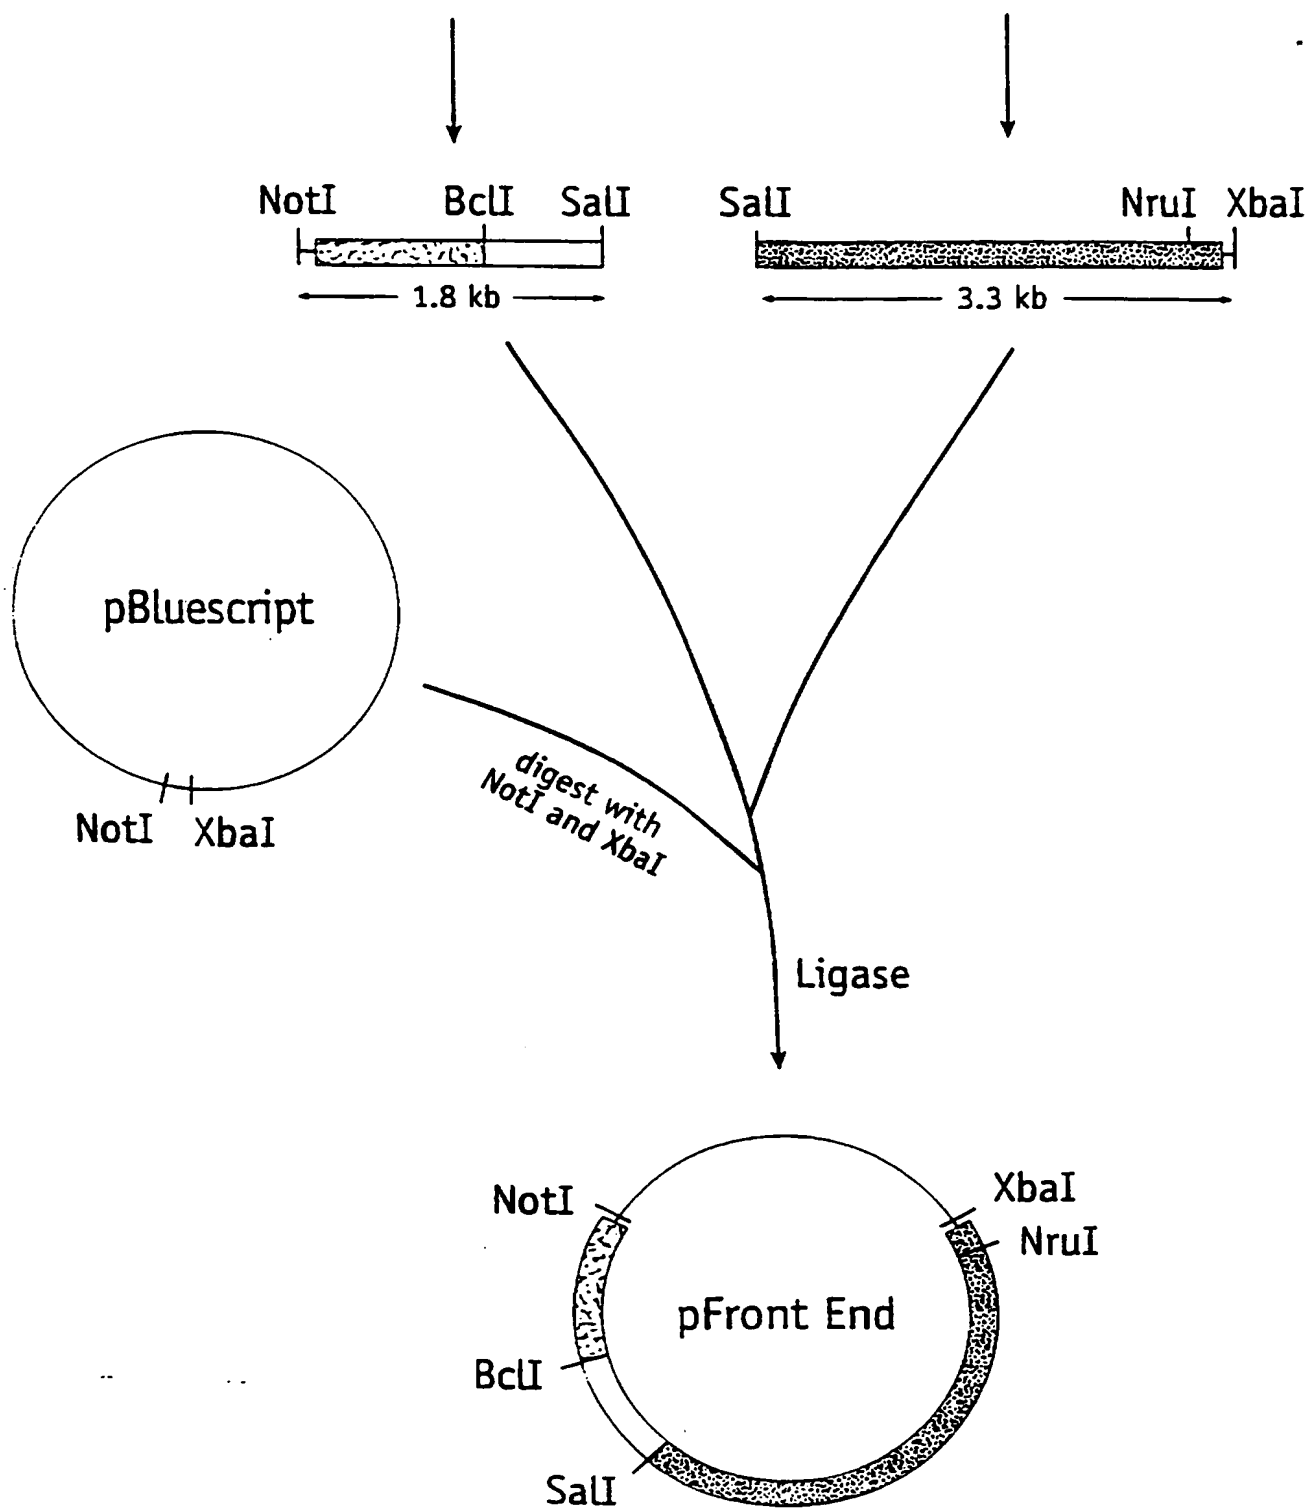 NotI BclI SalI SalI NruI XbaI
1.8 kb 3.3 kb
pBluescript
digest with
NotI and XbaI
NotI XbaI
Ligase
NotI XbaI
NruI
pFront End
BclI
SalI